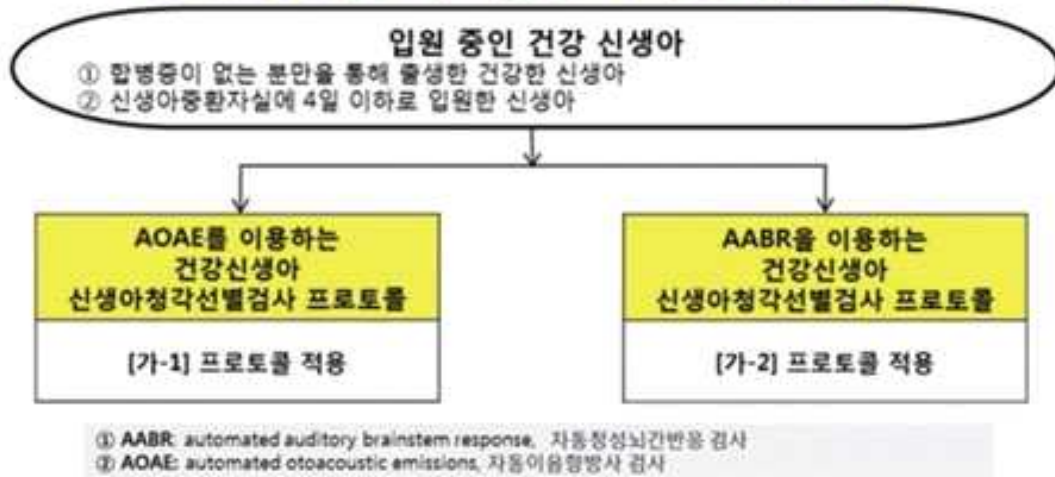 입원 중인 건강 신생아
① 합병증이 없는 분만을 통해 출생한 건강한 신생아
② 신생아중환자실에 4일 이하로 입원한 신생아
AOAE를 이용하는
건강신생아
신생아청각선별검사 프로토콜
[가-1] 프로토콜 적용
AABR을 이용하는
건강신생아
신생아청각선별검사 프로토콜
[가-2] 프로토콜 적용
① AABR: automated auditory brainstem response, 자동청성뇌간반응 검사
② AOAE: automated otoacoustic emissions, 자동이음향방사 검사